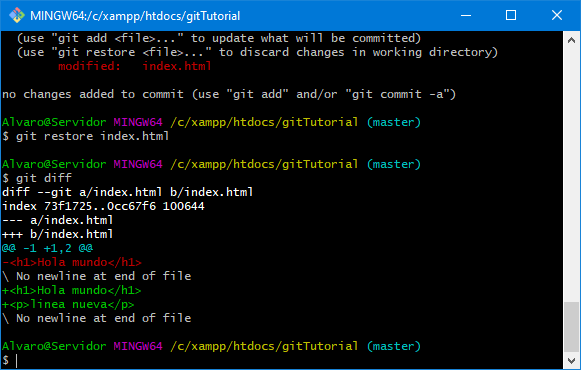 MINGW64:/c/xampp/htdocs/gitTutorial
(use "git add <file>..." to update what will be committed)
(use "git restore <file>..." to discard changes in working directory)
modified:   index.html
no changes added to commit (use "git add" and/or "git commit -a")
Alvaro@Servidor MINGW64 /c/xampp/htdocs/gitTutorial (master)
$ git restore index.html
Alvaro@Servidor MINGW64 /c/xampp/htdocs/gitTutorial (master)
$ git diff
diff --git a/index.html b/index.html
index 73f1725..0cc67f6 100644
--- a/index.html
+++ b/index.html
@@ -1 +1,2 @@
-<h1>Hola mundo</h1>
\ No newline at end of file
+<h1>Hola mundo</h1>
+<p>linea nueva</p>
\ No newline at end of file
Alvaro@Servidor MINGW64 /c/xampp/htdocs/gitTutorial (master)
$